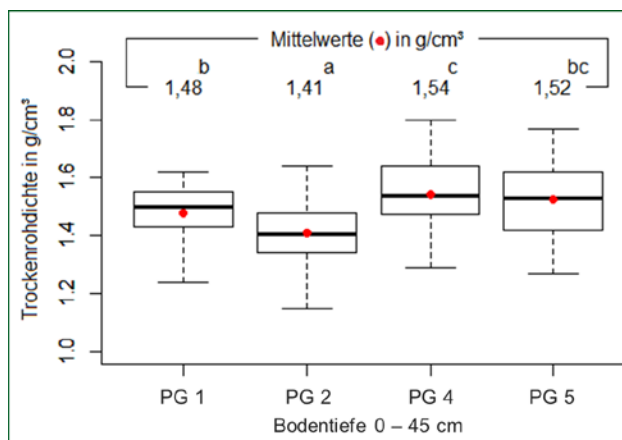 Mittelwerte (●) in g/cm³
b a c bc
1,48 1,41 1,54 1,52
Trockenrohdichte in g/cm³
2.0
1.8
1.6
1.4
1.2
1.0
PG 1 PG 2 PG 4 PG 5
Bodentiefe 0 – 45 cm